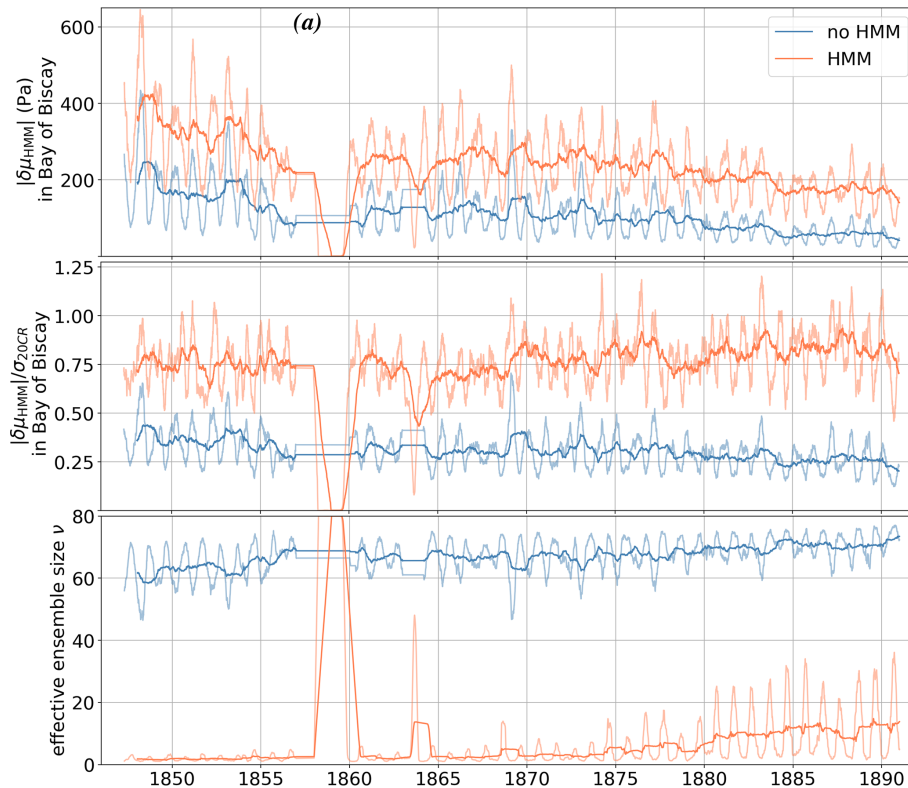 (a)
no HMM
HMM
|δμHMM| (Pa)
in Bay of Biscay
600
400
200
|δμHMM|/σ20CR
in Bay of Biscay
1.25
1.00
0.75
0.50
0.25
effective ensemble size ν
80
60
40
20
0
1850 1855 1860 1865 1870 1875 1880 1885 1890